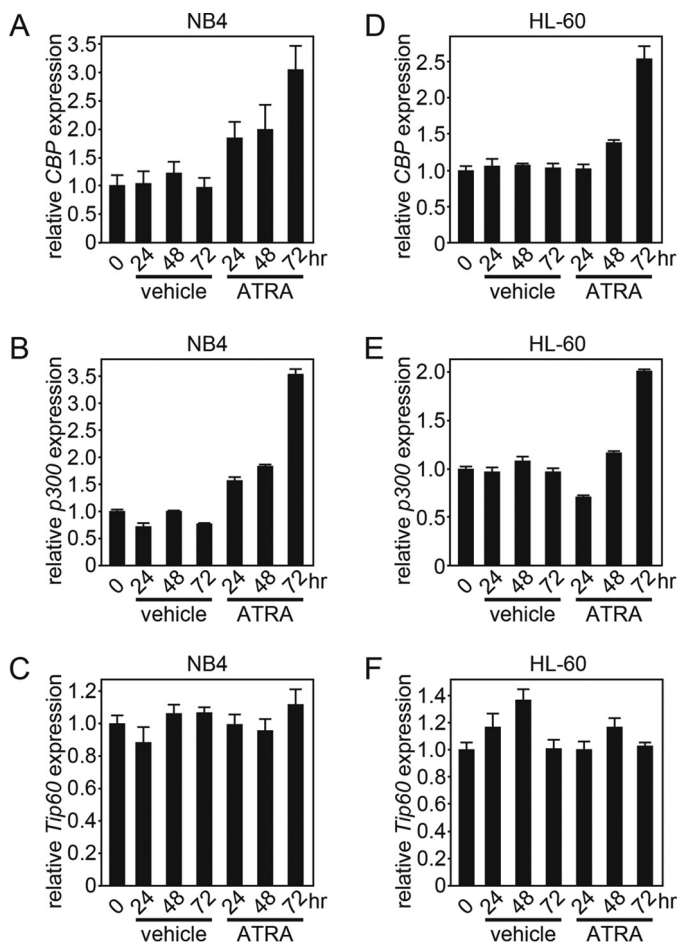 A
NB4
relative CBP expression
3.5
3.0
2.5
2.0
1.5
1.0
0.5
0
0 24 48 72 24 48 72 hr
vehicle ATRA
D
HL-60
relative CBP expression
2.5
2.0
1.5
1.0
0.5
0
0 24 48 72 24 48 72 hr
vehicle ATRA
B
NB4
relative p300 expression
3.5
3.0
2.5
2.0
1.5
1.0
0.5
0
0 24 48 72 24 48 72 hr
vehicle ATRA
E
HL-60
relative p300 expression
2.0
1.5
1.0
0.5
0
0 24 48 72 24 48 72 hr
vehicle ATRA
C
NB4
relative Tip60 expression
1.2
1.0
0.8
0.6
0.4
0.2
0
0 24 48 72 24 48 72 hr
vehicle ATRA
F
HL-60
relative Tip60 expression
1.4
1.2
1.0
0.8
0.6
0.4
0.2
0
0 24 48 72 24 48 72 hr
vehicle ATRA